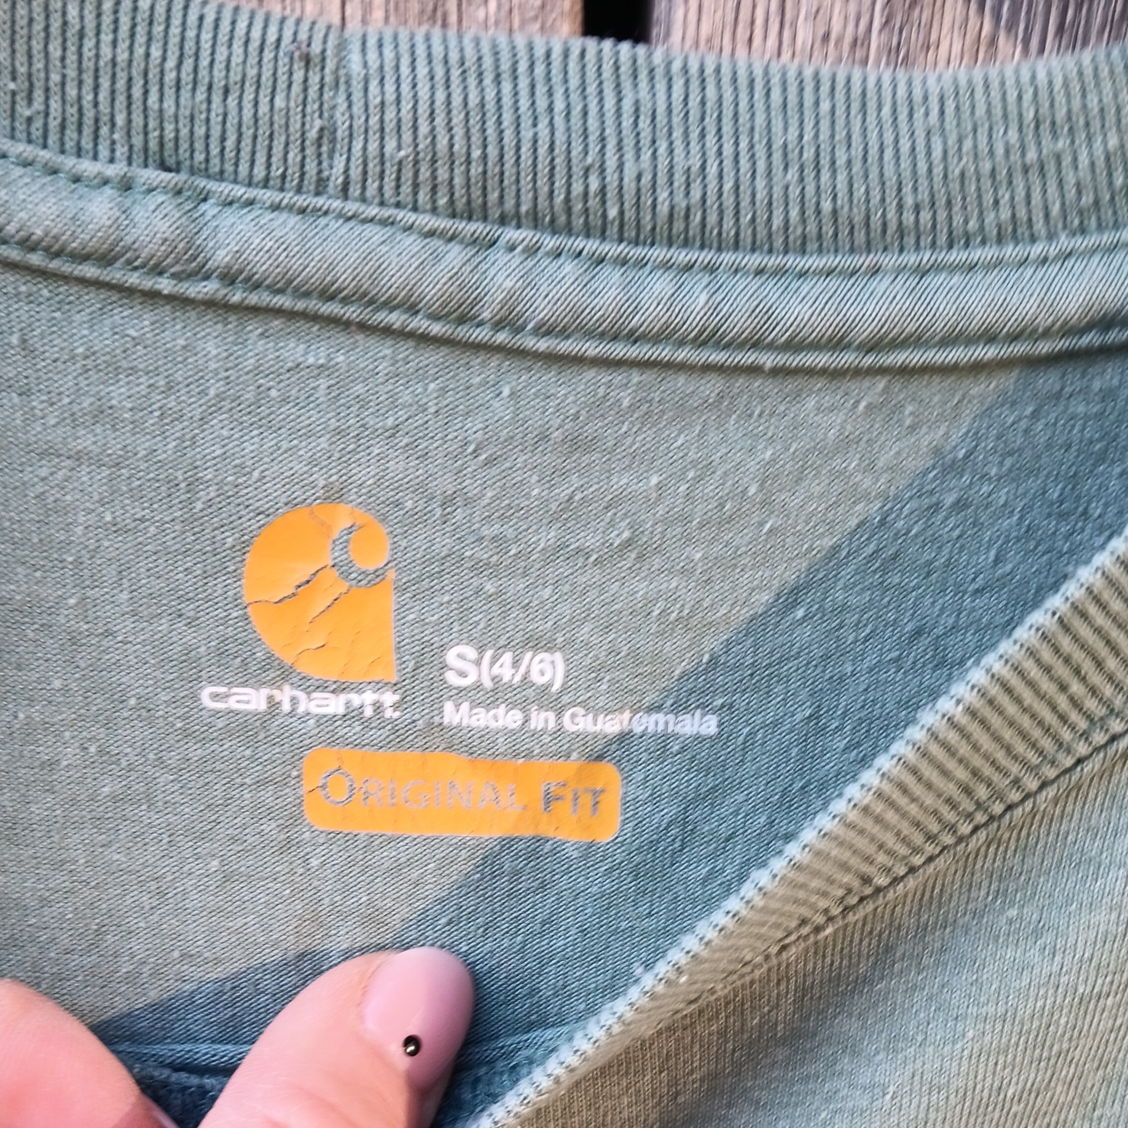 carhartt
S(4/6)
Made in Guatemala
ORIGINAL FIT